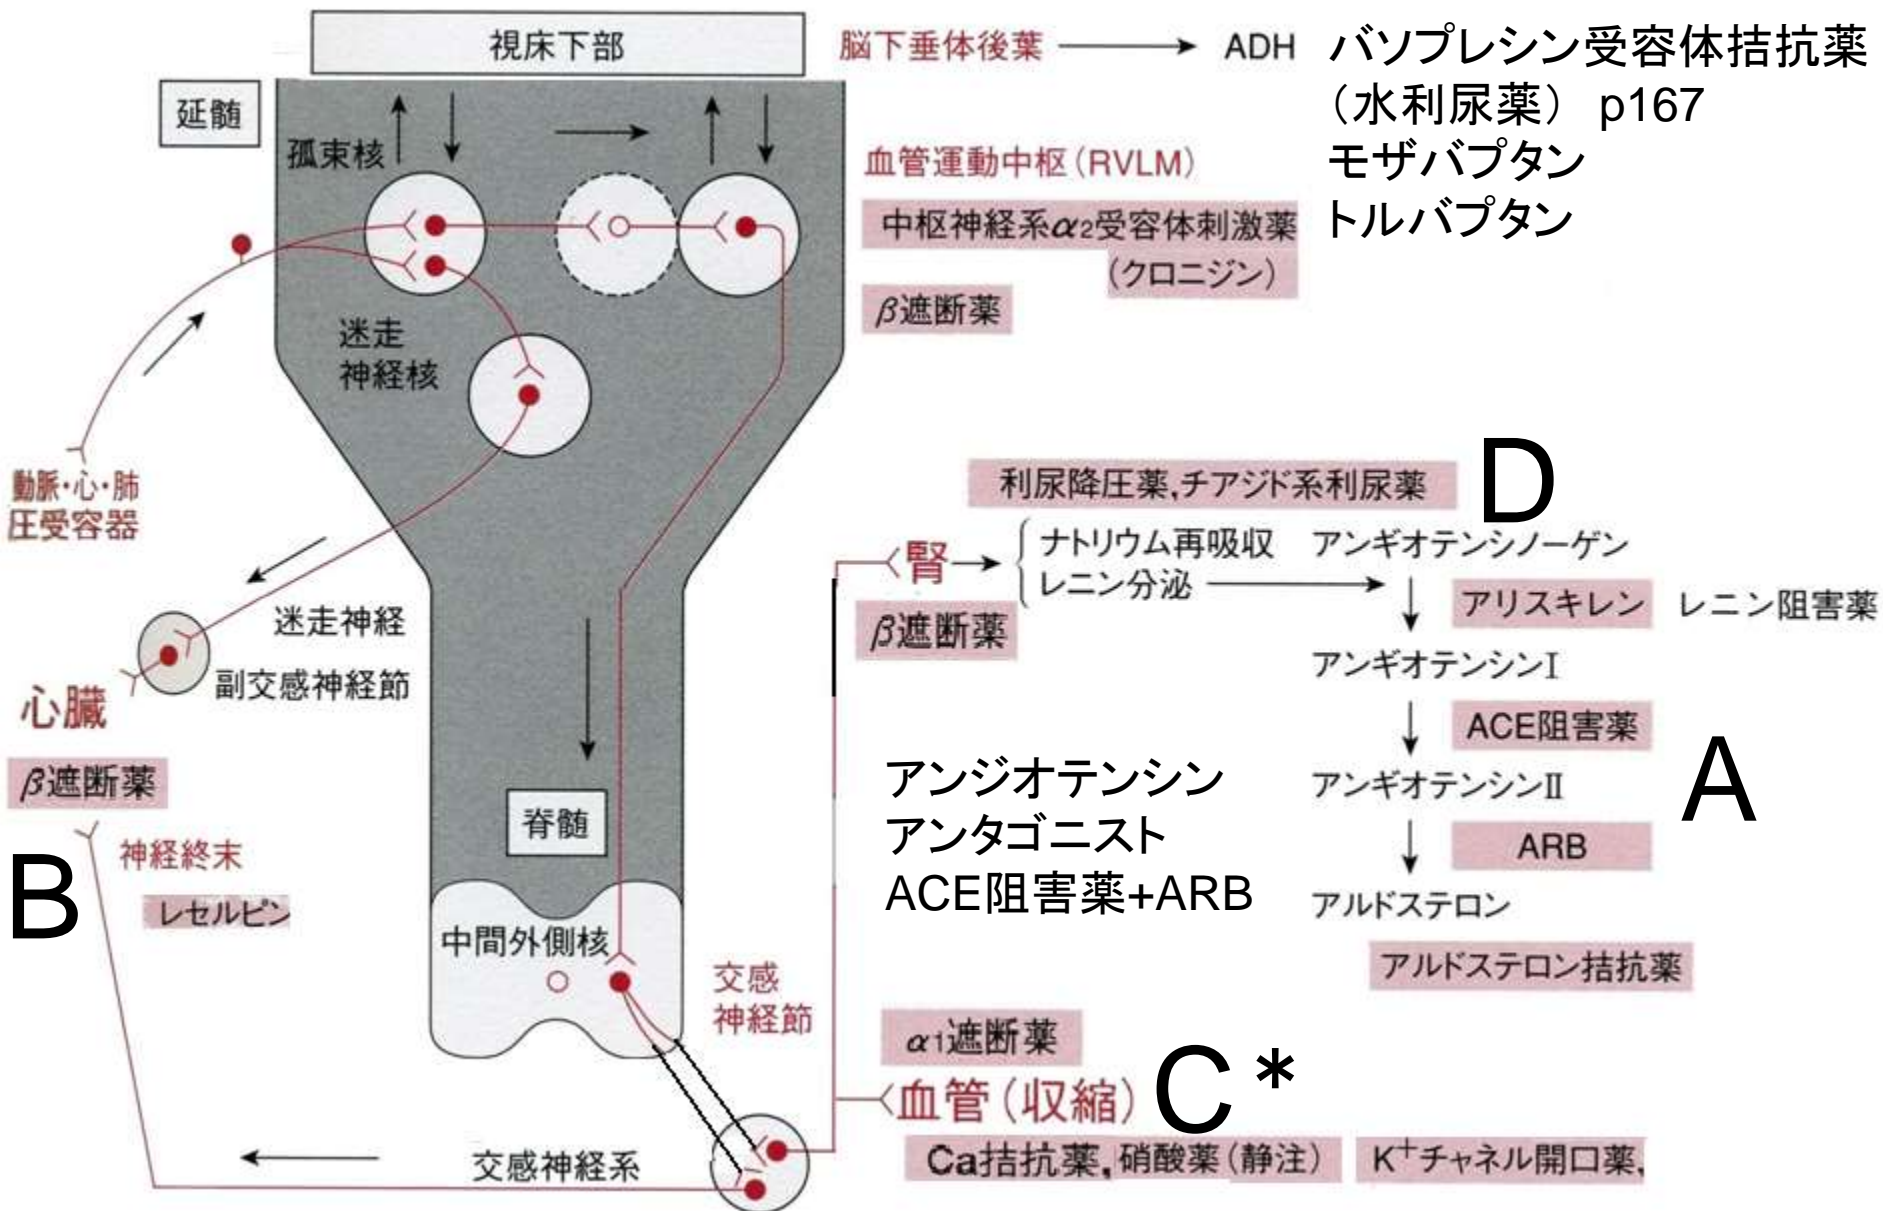 視床下部
脳下垂体後葉 → ADH
バソプレシン受容体拮抗薬
（水利尿薬） p167
モザバプタン
トルバプタン
延髄
孤束核
血管運動中枢(RVLM)
中枢神経系α2受容体刺激薬
(クロニジン)
β遮断薬
迷走
神経核
動脈・心・肺
圧受容器
利尿降圧薬,チアジド系利尿薬
D
腎
ナトリウム再吸収
レニン分泌
β遮断薬
アンギオテンシノーゲン
アリスキレン
レニン阻害薬
アンギオテンシンⅠ
ACE阻害薬
アンギオテンシンⅡ
A
ARB
アルドステロン
アルドステロン拮抗薬
迷走神経
副交感神経節
心臓
β遮断薬
神経終末
B
レセルピン
アンジオテンシン
アンタゴニスト
ACE阻害薬+ARB
脊髄
中間外側核
交感
神経節
α1遮断薬
血管(収縮)
C*
Ca拮抗薬,硝酸薬(静注)
K⁺チャネル開口薬,
交感神経系